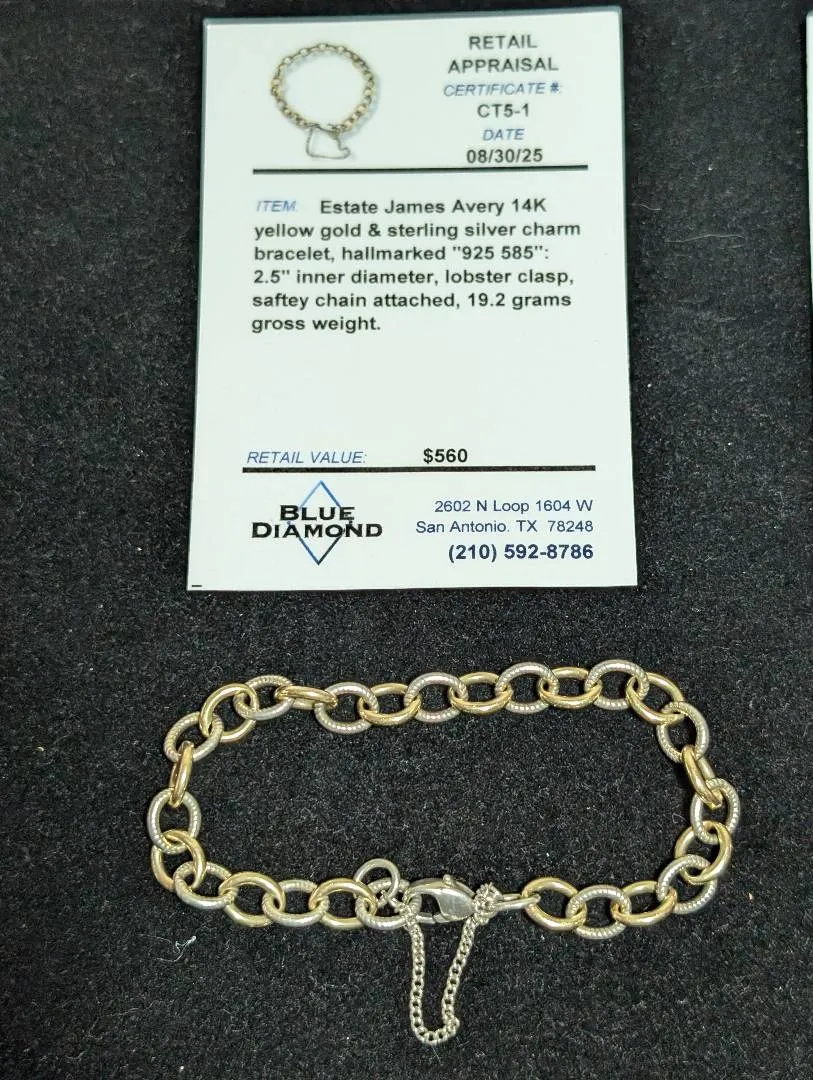 RETAIL
APPRAISAL
CERTIFICATE #:
CT5-1
DATE
08/30/25
ITEM: Estate James Avery 14K
yellow gold & sterling silver charm
bracelet, hallmarked "925 585":
2.5" inner diameter, lobster clasp,
saftey chain attached, 19.2 grams
gross weight.
RETAIL VALUE: $560
BLUE
DIAMOND
2602 N Loop 1604 W
San Antonio. TX 78248
(210) 592-8786